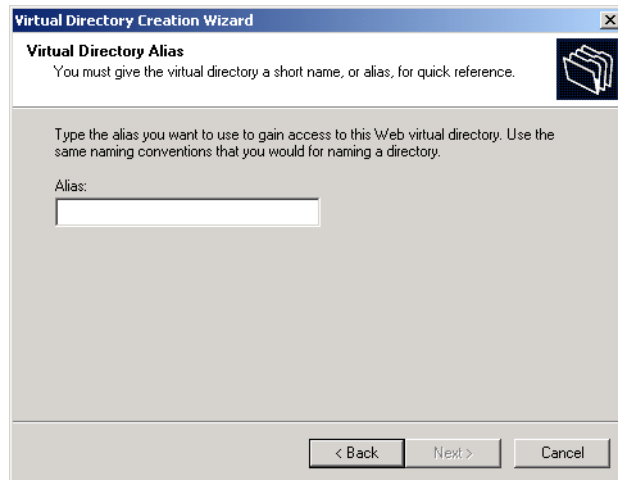 Virtual Directory Creation Wizard
Virtual Directory Alias
You must give the virtual directory a short name, or alias, for quick reference.
Type the alias you want to use to gain access to this Web virtual directory. Use the
same naming conventions that you would for naming a directory.
Alias:
< Back Next > Cancel